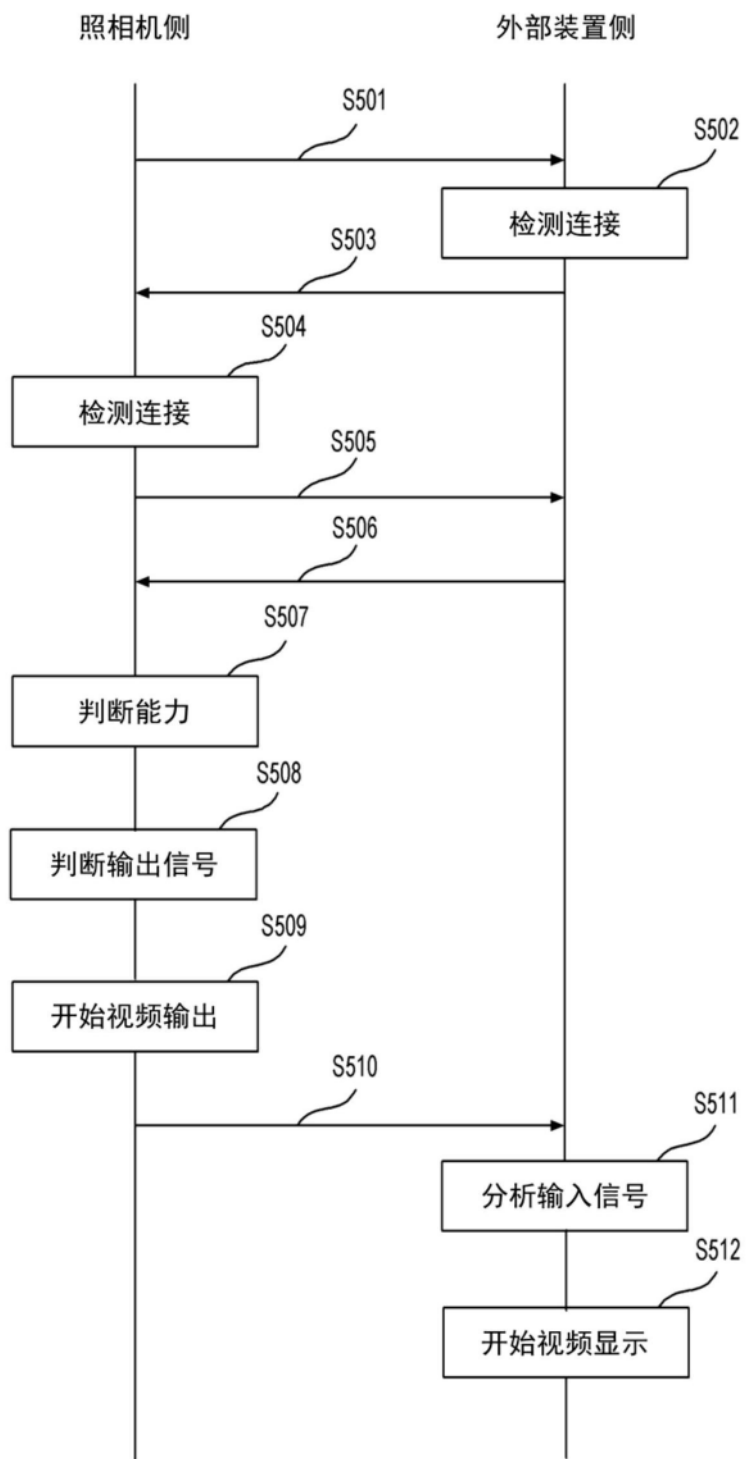 照相机侧
外部装置侧
S501
S502
检测连接
S503
S504
检测连接
S505
S506
S507
判断能力
S508
判断输出信号
S509
开始视频输出
S510
S511
分析输入信号
S512
开始视频显示